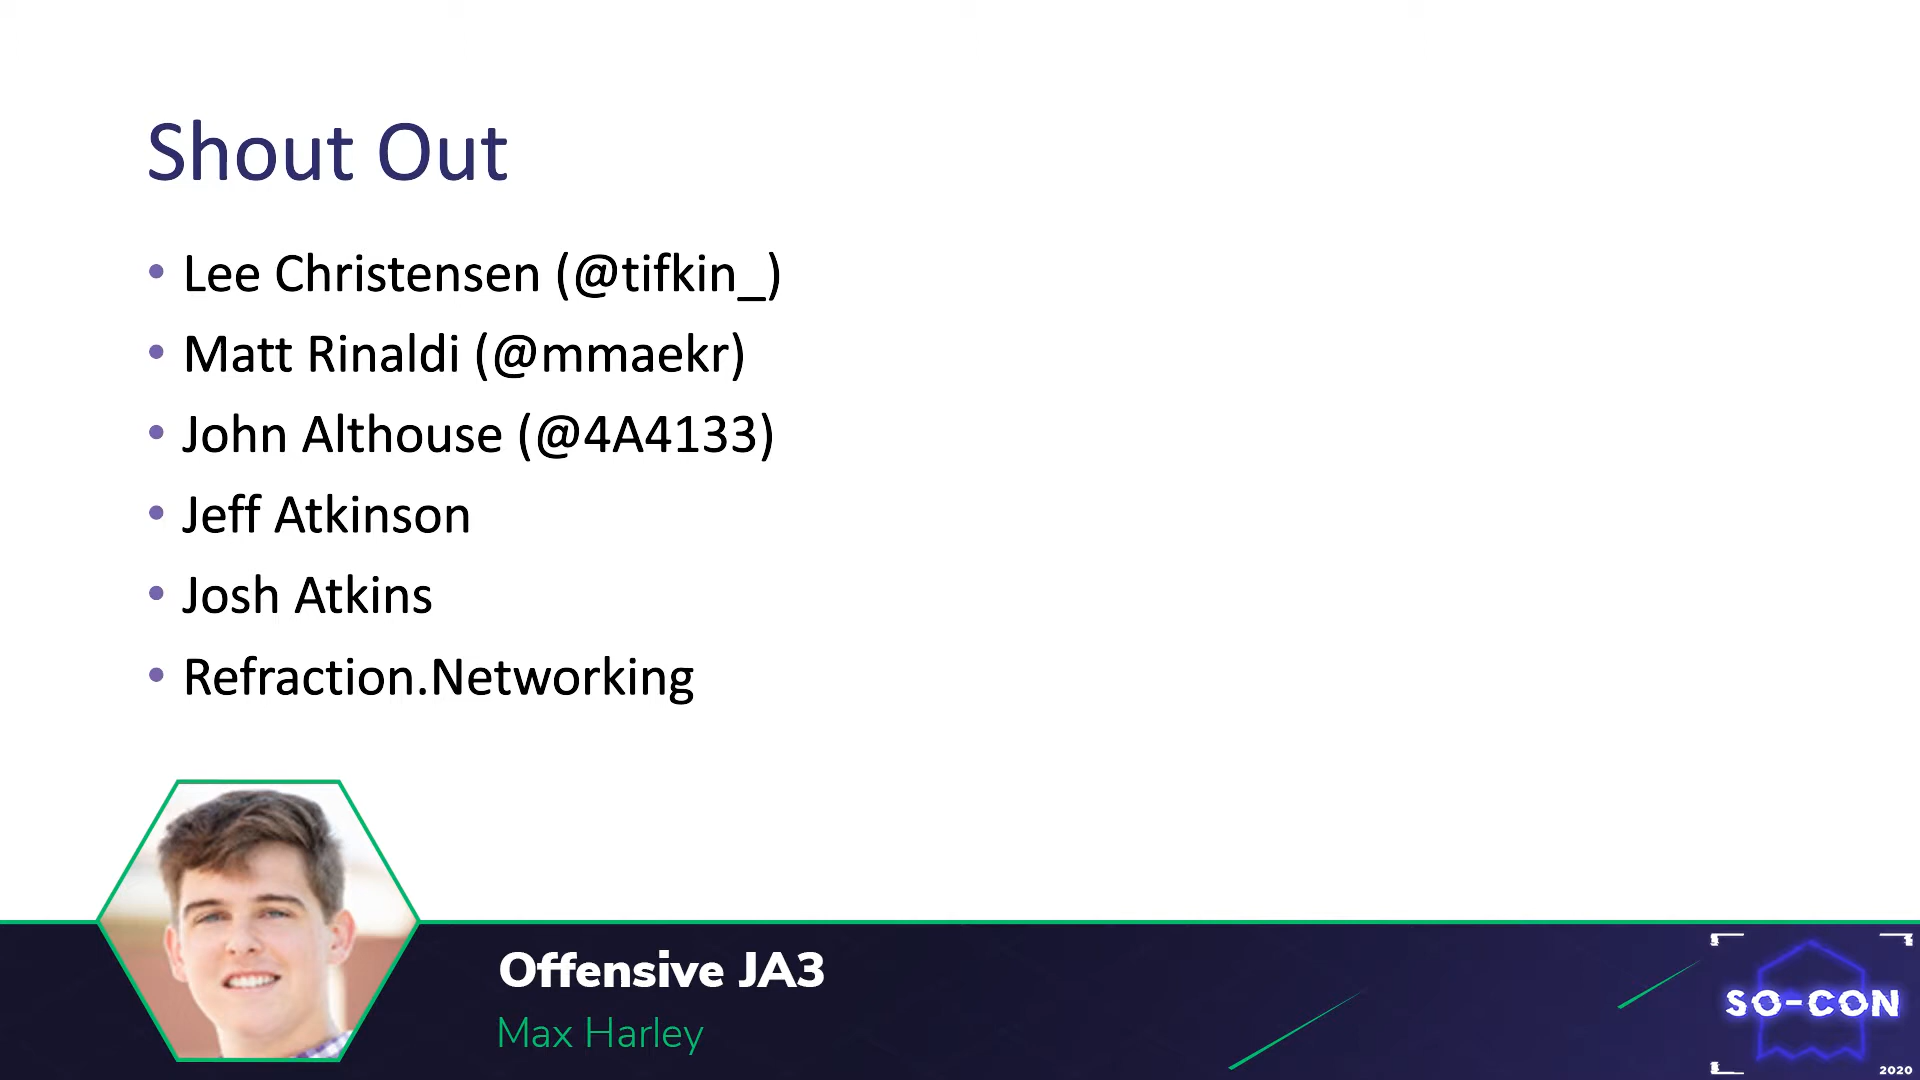 Shout Out
• Lee Christensen (@tifkin_)
• Matt Rinaldi (@mmaekr)
• John Althouse (@4A4133)
• Jeff Atkinson
• Josh Atkins
• Refraction.Networking
Offensive JA3
Max Harley
SO-CON
2020